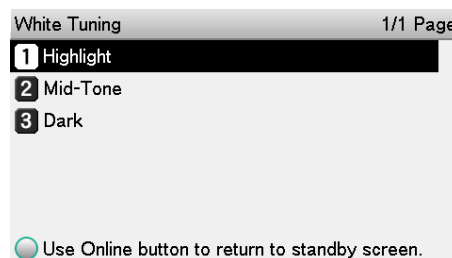 White Tuning 1/1 Page
1 Highlight
2 Mid-Tone
3 Dark
Use Online button to return to standby screen.